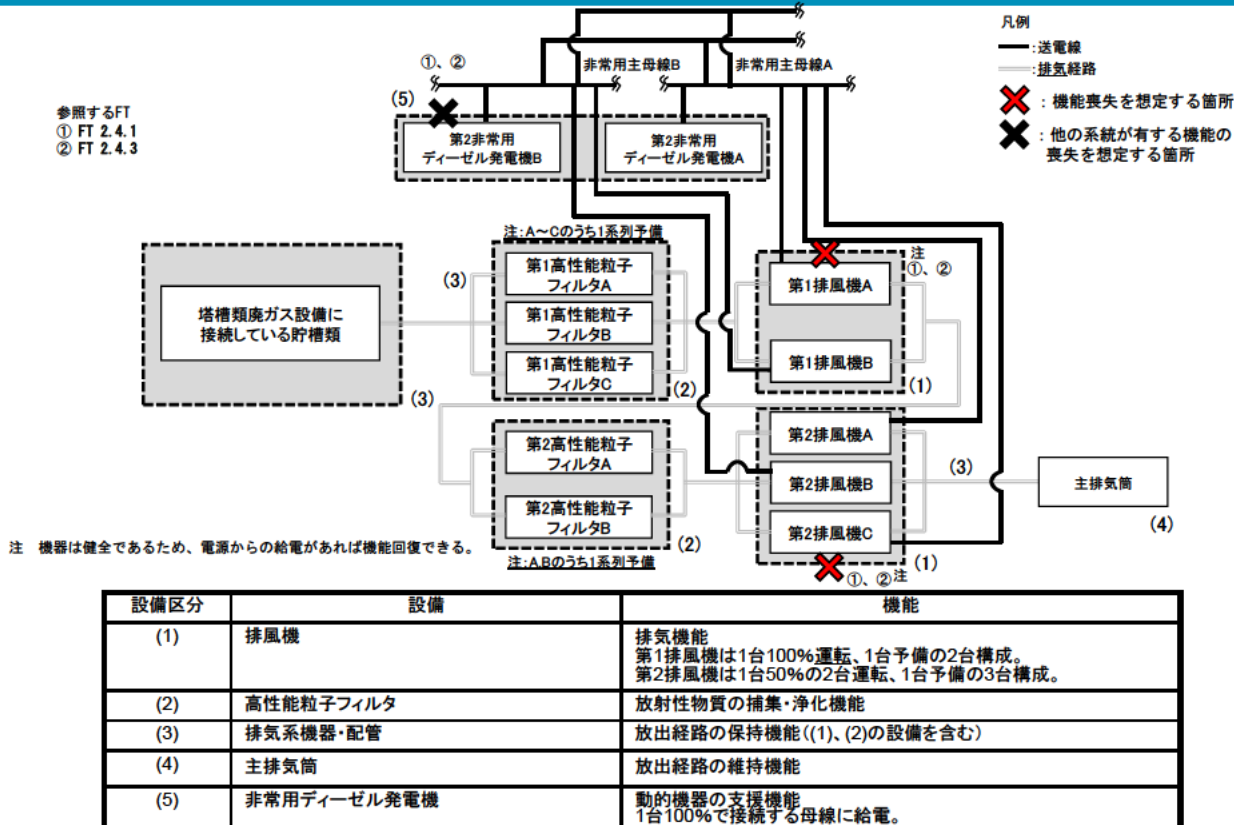 凡例
:送電線
:排気経路
:機能喪失を想定する箇所
:他の系統が有する機能の
喪失を想定する箇所
参照するFT
① FT 2.4.1
② FT 2.4.3
①、②
非常用主母線B
非常用主母線A
(5)
第2非常用
ディーゼル発電機B
第2非常用
ディーゼル発電機A
注:A～Cのうち1系列予備
塔槽類廃ガス設備に
接続している貯槽類
(3)
(3)
第1高性能粒子
フィルタA
第1高性能粒子
フィルタB
第1高性能粒子
フィルタC
(2)
注
①、②
第1排風機A
第1排風機B
(1)
第2高性能粒子
フィルタA
第2高性能粒子
フィルタB
(2)
注:A,Bのうち1系列予備
第2排風機A
第2排風機B
第2排風機C
(1)
①、②注
(3)
主排気筒
(4)
注 機器は健全であるため、電源からの給電があれば機能回復できる。
設備区分 設備 機能
(1) 排風機 排気機能
第1排風機は1台100%運転、1台予備の2台構成。
第2排風機は1台50%の2台運転、1台予備の3台構成。
(2) 高性能粒子フィルタ 放射性物質の捕集・浄化機能
(3) 排気系機器・配管 放出経路の保持機能((1)、(2)の設備を含む)
(4) 主排気筒 放出経路の維持機能
(5) 非常用ディーゼル発電機 動的機器の支援機能
1台100%で接続する母線に給電。